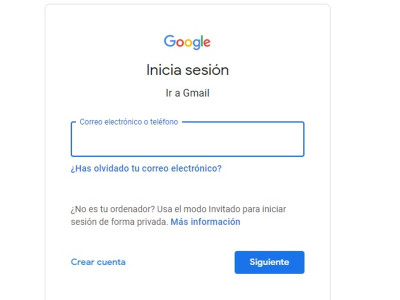 Google
Inicia sesión
Ir a Gmail
Correo electrónico o teléfono
¿Has olvidado tu correo electrónico?
¿No es tu ordenador? Usa el modo Invitado para iniciar
sesión de forma privada. Más información
Crear cuenta
Siguiente